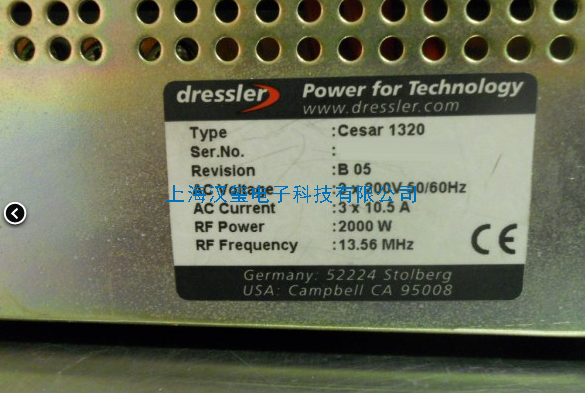 dressler Power for Technology
www.dressler.com
Type :Cesar 1320
Ser.No. :
Revision :B 05
AC Voltage : x 200V 50/60Hz
上海汉玺电子科技有限公司
AC Current :3 x 10.5 A
RF Power :2000 W
RF Frequency :13.56 MHz
CE
Germany: 52224 Stolberg
USA: Campbell CA 95008